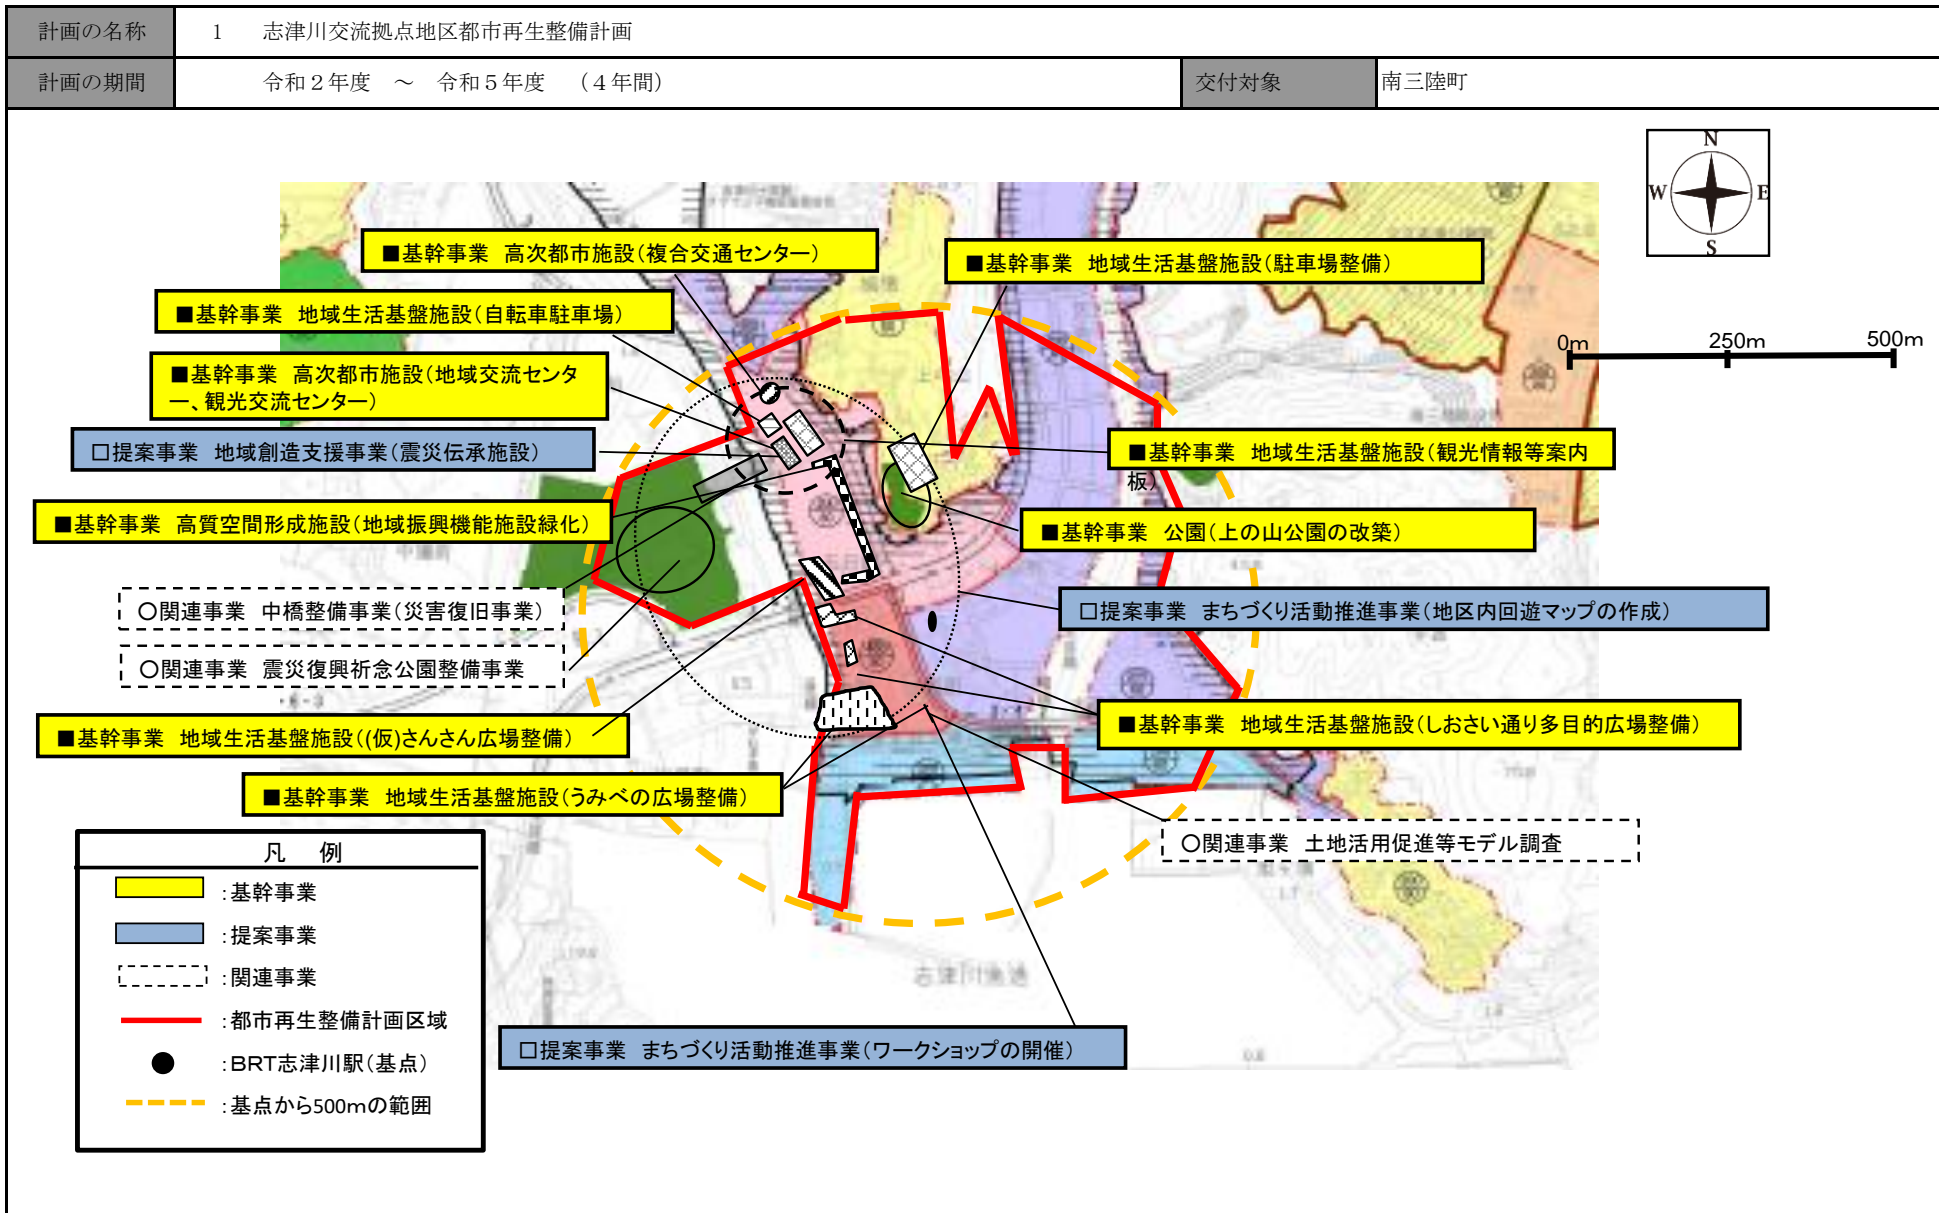 計画の名称 1 志津川交流拠点地区都市再生整備計画
計画の期間 令和２年度 ～ 令和５年度 （４年間） 交付対象 南三陸町
N
W E
S
■基幹事業 高次都市施設（複合交通センター）
■基幹事業 地域生活基盤施設（駐車場整備）
■基幹事業 地域生活基盤施設（自転車駐車場）
0m 250m 500m
■基幹事業 高次都市施設（地域交流センタ
ー、観光交流センター）
□提案事業 地域創造支援事業（震災伝承施設）
■基幹事業 地域生活基盤施設（観光情報等案内
板）
■基幹事業 高質空間形成施設（地域振興機能施設緑化）
■基幹事業 公園（上の山公園の改築）
○関連事業 中橋整備事業（災害復旧事業）
□提案事業 まちづくり活動推進事業（地区内回遊マップの作成）
○関連事業 震災復興祈念公園整備事業
■基幹事業 地域生活基盤施設（(仮)さんさん広場整備）
■基幹事業 地域生活基盤施設（しおさい通り多目的広場整備）
■基幹事業 地域生活基盤施設（うみべの広場整備）
○関連事業 土地活用促進等モデル調査
志津川漁港
□提案事業 まちづくり活動推進事業（ワークショップの開催）
凡 例
：基幹事業
：提案事業
：関連事業
：都市再生整備計画区域
：BRT志津川駅（基点）
：基点から500mの範囲